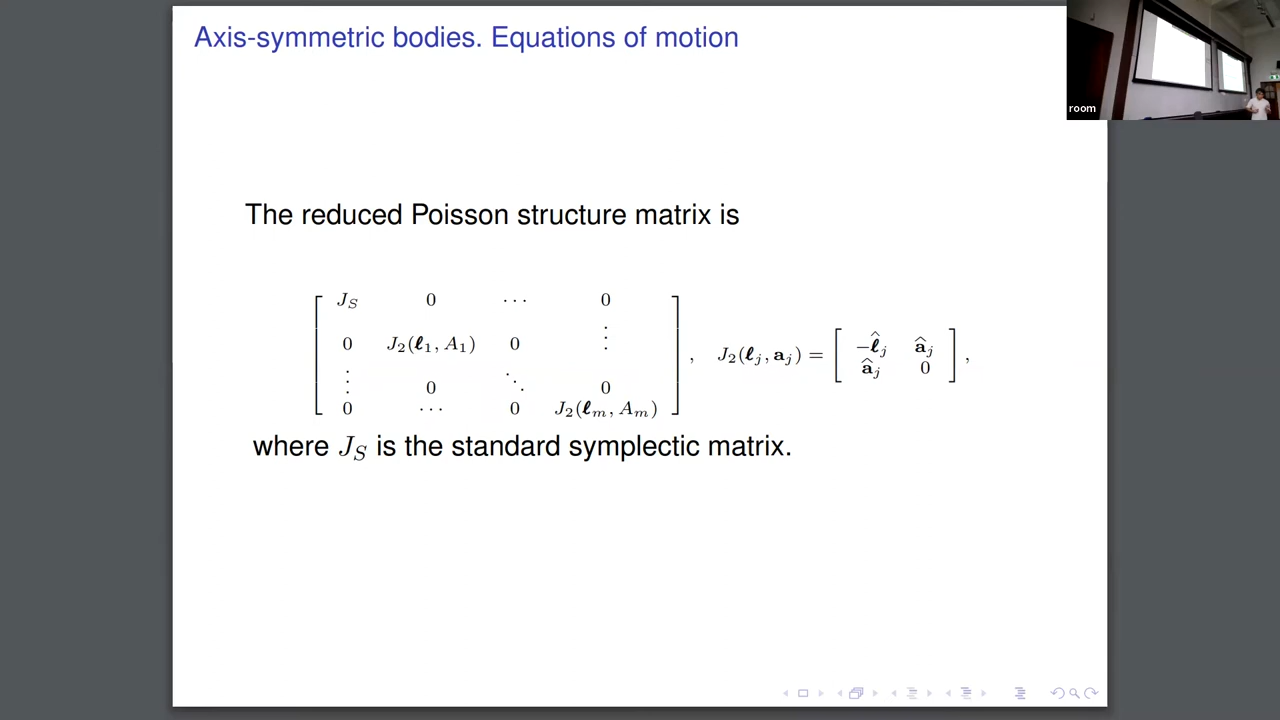 Axis-symmetric bodies. Equations of motion
room
The reduced Poisson structure matrix is
J_S 0 ⋯ 0
0 J_2(ℓ_1, A_1) 0 ⋮
⋮ 0 ⋱ 0
0 ⋯ 0 J_2(ℓ_m, A_m)
, J_2(ℓ_j, a_j) = [ −ℓ̂_j â_j
â_j 0 ] ,
where J_S is the standard symplectic matrix.